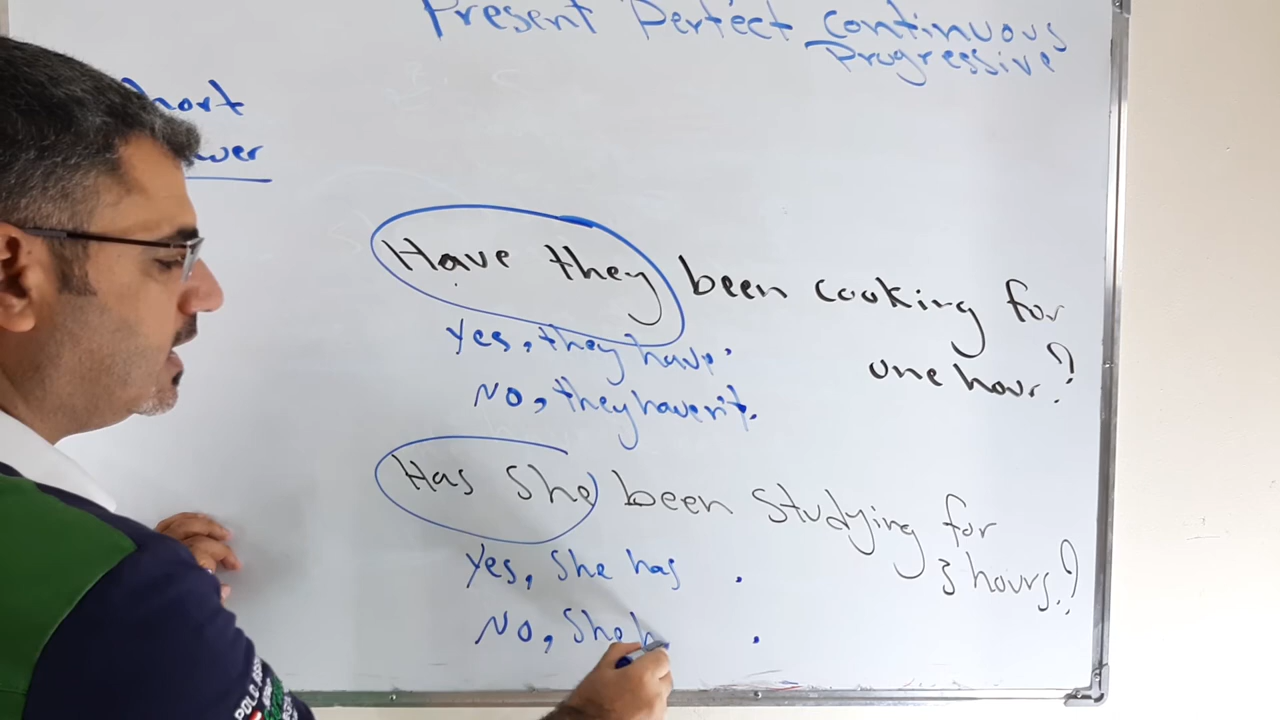 Present Perfect continuous
Progressive
hort
wer
Have they been cooking for
one hour?
Yes, they have.
No, they haven't.
Has she been studying for
3 hours?
Yes, she has .
No, she h .
POLO